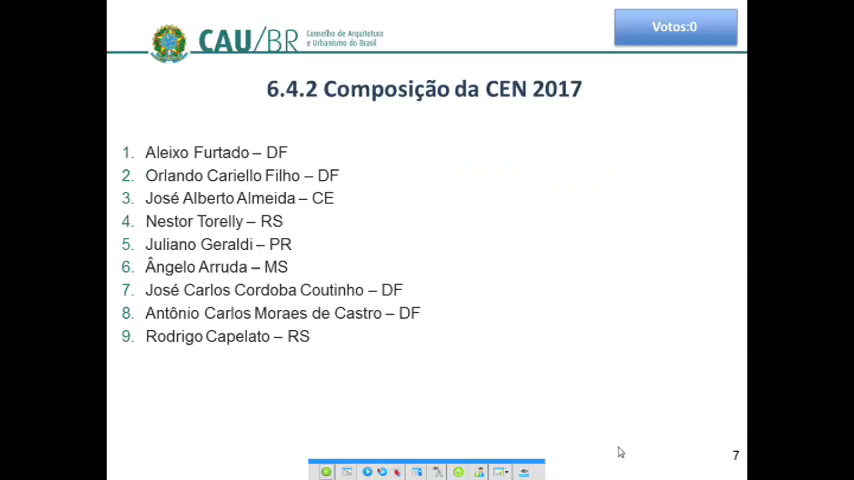 CAU/BR
Conselho de Arquitetura
e Urbanismo do Brasil
Votos:0
6.4.2 Composição da CEN 2017
1. Aleixo Furtado – DF
2. Orlando Cariello Filho – DF
3. José Alberto Almeida – CE
4. Nestor Torelly – RS
5. Juliano Geraldi – PR
6. Ângelo Arruda – MS
7. José Carlos Cordoba Coutinho – DF
8. Antônio Carlos Moraes de Castro – DF
9. Rodrigo Capelato – RS
7